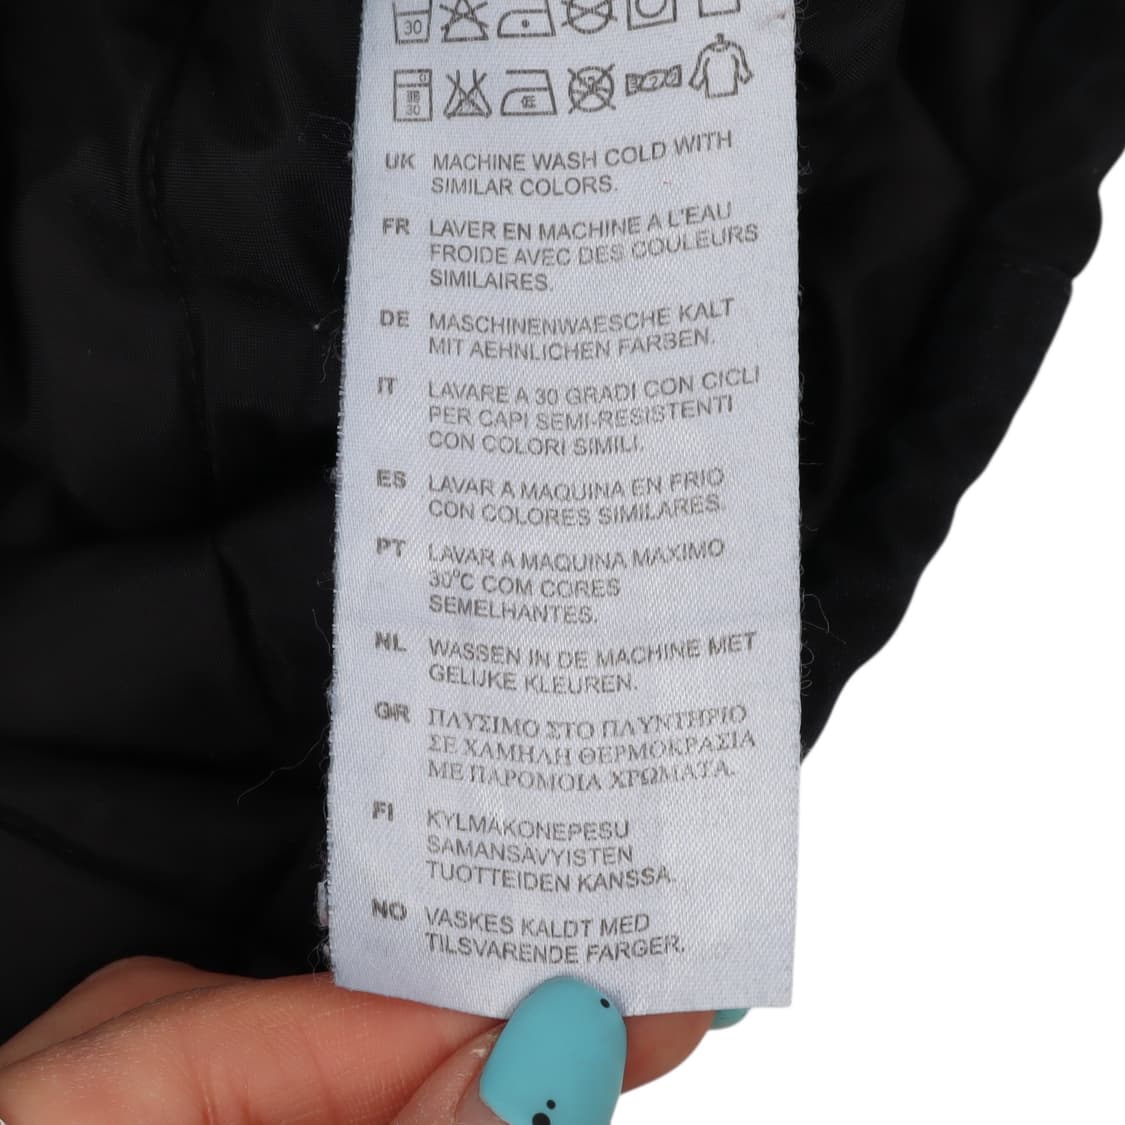 30
30
UK MACHINE WASH COLD WITH
SIMILAR COLORS.
FR LAVER EN MACHINE A L'EAU
FROIDE AVEC DES COULEURS
SIMILAIRES.
DE MASCHINENWAESCHE KALT
MIT AEHNLICHEN FARBEN.
IT LAVARE A 30 GRADI CON CICLI
PER CAPI SEMI-RESISTENTI
CON COLORI SIMILI.
ES LAVAR A MAQUINA EN FRIO
CON COLORES SIMILARES.
PT LAVAR A MAQUINA MAXIMO
30°C COM CORES
SEMELHANTES.
NL WASSEN IN DE MACHINE MET
GELIJKE KLEUREN.
GR ΠΛΥΣΙΜΟ ΣΤΟ ΠΛΥΝΤΗΡΙΟ
ΣΕ ΧΑΜΗΛΗ ΘΕΡΜΟΚΡΑΣΙΑ
ΜΕ ΠΑΡΟΜΟΙΑ ΧΡΩΜΑΤΑ.
FI KYLMAKONEPESU
SAMANSAVYISTEN
TUOTTEIDEN KANSSA.
NO VASKES KALDT MED
TILSVARENDE FARGER.